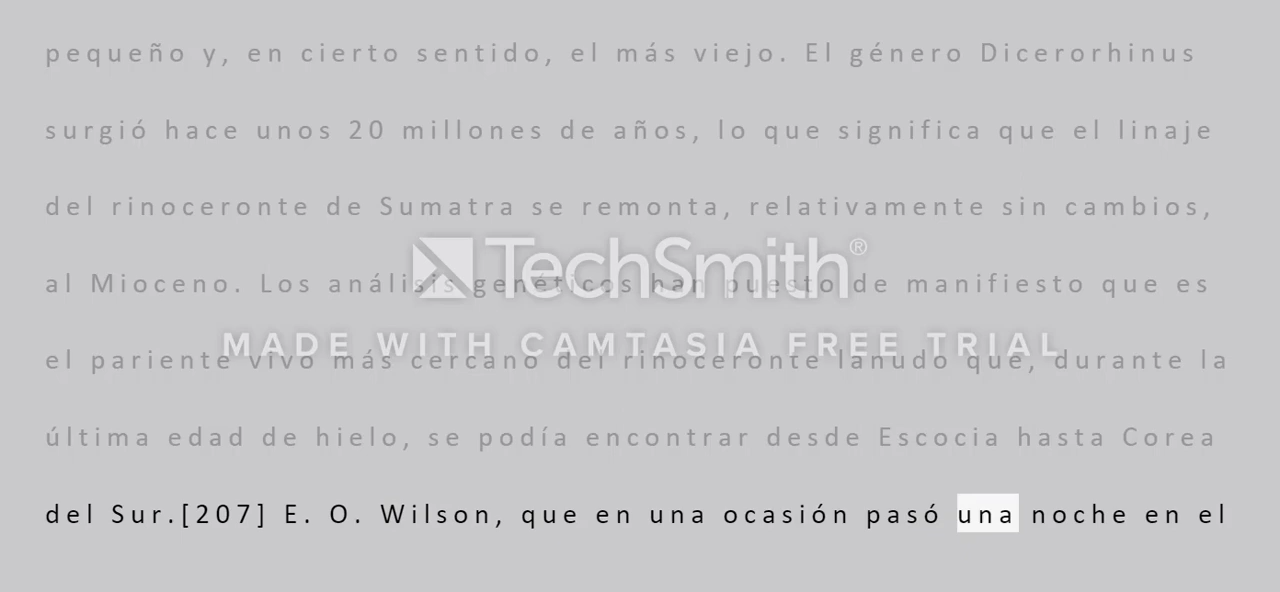 pequeño y, en cierto sentido, el más viejo. El género Dicerorhinus
surgió hace unos 20 millones de años, lo que significa que el linaje
del rinoceronte de Sumatra se remonta, relativamente sin cambios,
TechSmith®
al Mioceno. Los análisis genéticos han puesto de manifiesto que es
MADE WITH CAMTASIA FREE TRIAL
el pariente vivo más cercano del rinoceronte lanudo que, durante la
última edad de hielo, se podía encontrar desde Escocia hasta Corea
del Sur.[207] E. O. Wilson, que en una ocasión pasó una noche en el